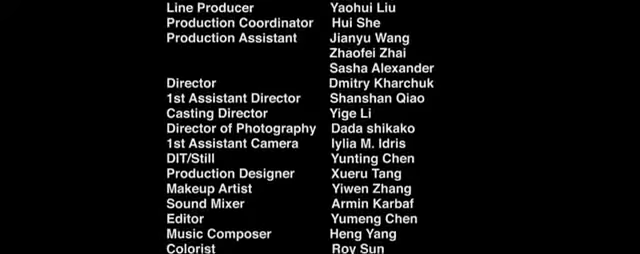 Line Producer Yaohui Liu
Production Coordinator Hui She
Production Assistant Jianyu Wang
Zhaofei Zhai
Sasha Alexander
Director Dmitry Kharchuk
1st Assistant Director Shanshan Qiao
Casting Director Yige Li
Director of Photography Dada shikako
1st Assistant Camera Iylia M. Idris
DIT/Still Yunting Chen
Production Designer Xueru Tang
Makeup Artist Yiwen Zhang
Sound Mixer Armin Karbaf
Editor Yumeng Chen
Music Composer Heng Yang
Colorist Roy Sun